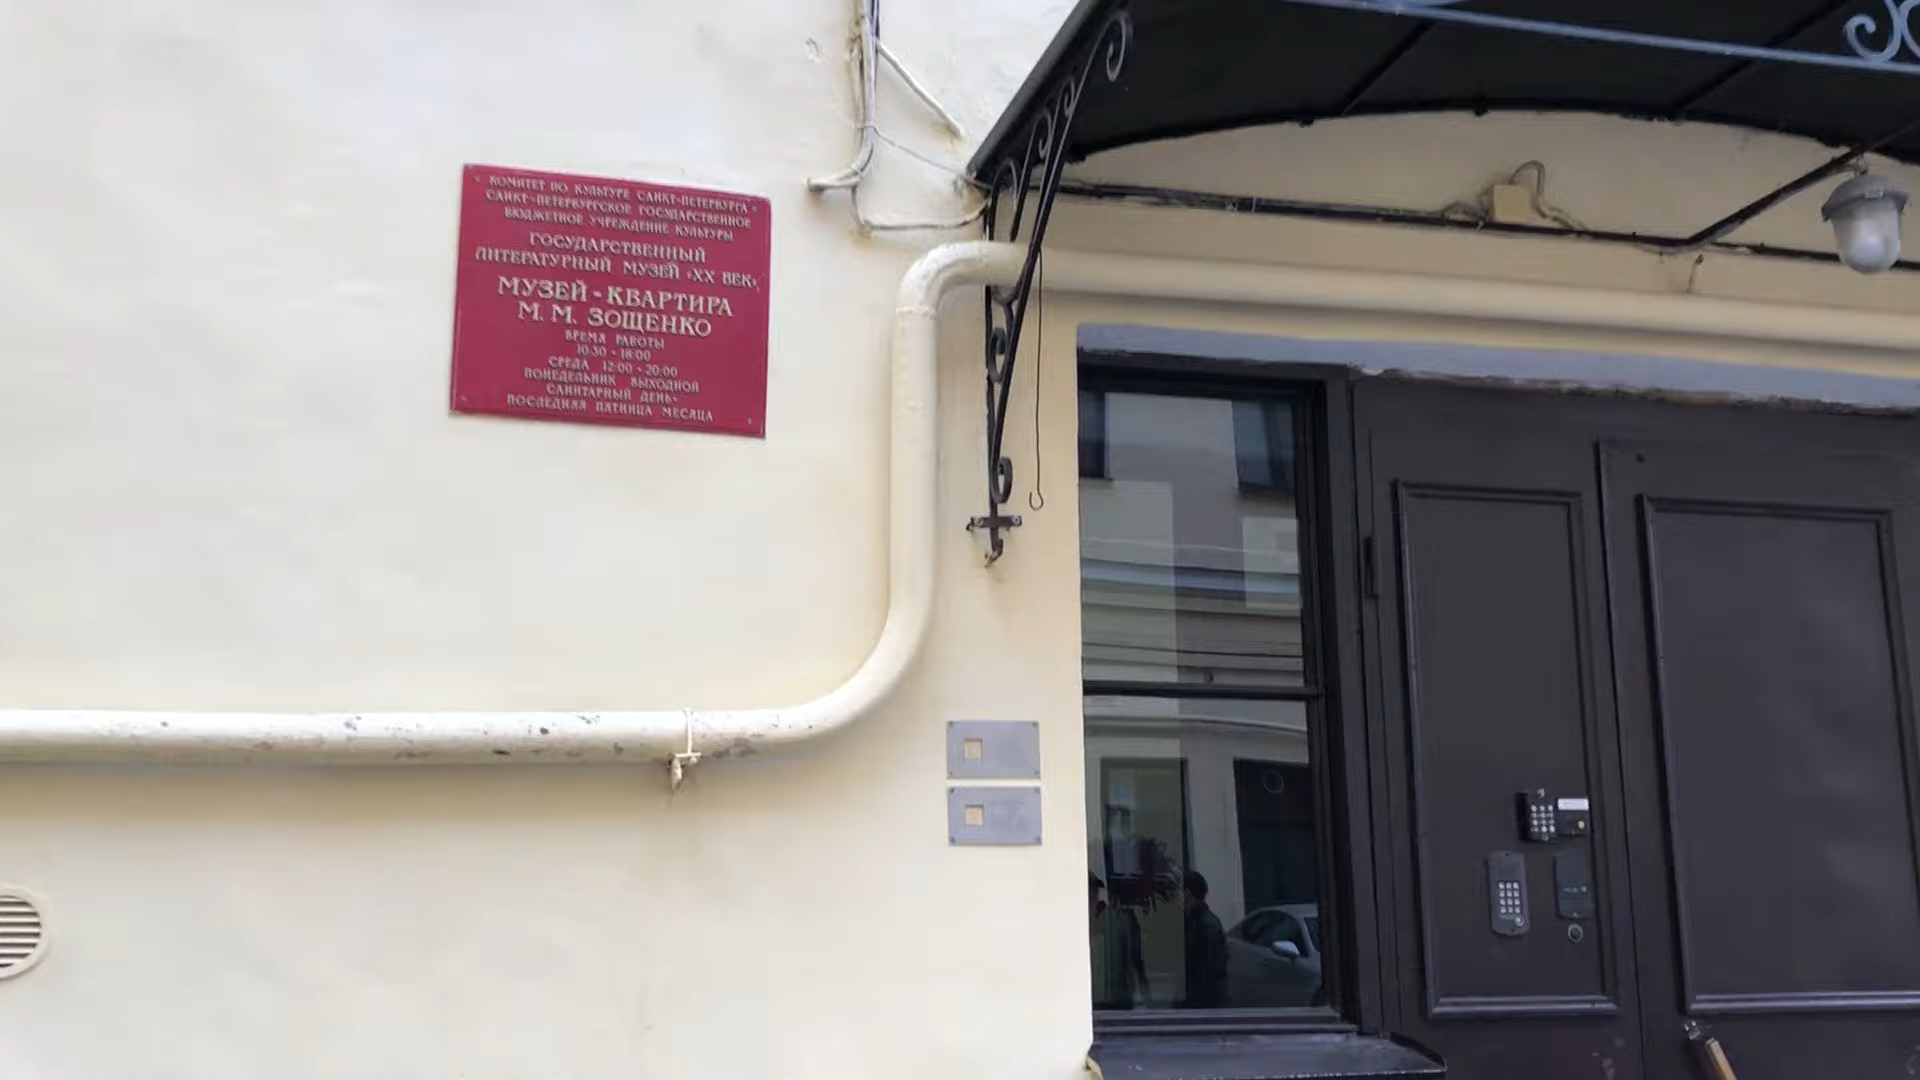 КОМИТЕТ ПО КУЛЬТУРЕ САНКТ-ПЕТЕРБУРГА
САНКТ-ПЕТЕРБУРГСКОЕ ГОСУДАРСТВЕННОЕ
БЮДЖЕТНОЕ УЧРЕЖДЕНИЕ КУЛЬТУРЫ
ГОСУДАРСТВЕННЫЙ
ЛИТЕРАТУРНЫЙ МУЗЕЙ «ХХ ВЕК»
МУЗЕЙ-КВАРТИРА
М. М. ЗОЩЕНКО
ВРЕМЯ РАБОТЫ
10:30 - 18:00
СРЕДА 12:00 - 20:00
ПОНЕДЕЛЬНИК ВЫХОДНОЙ
САНИТАРНЫЙ ДЕНЬ-
ПОСЛЕДНЯЯ ПЯТНИЦА МЕСЯЦА